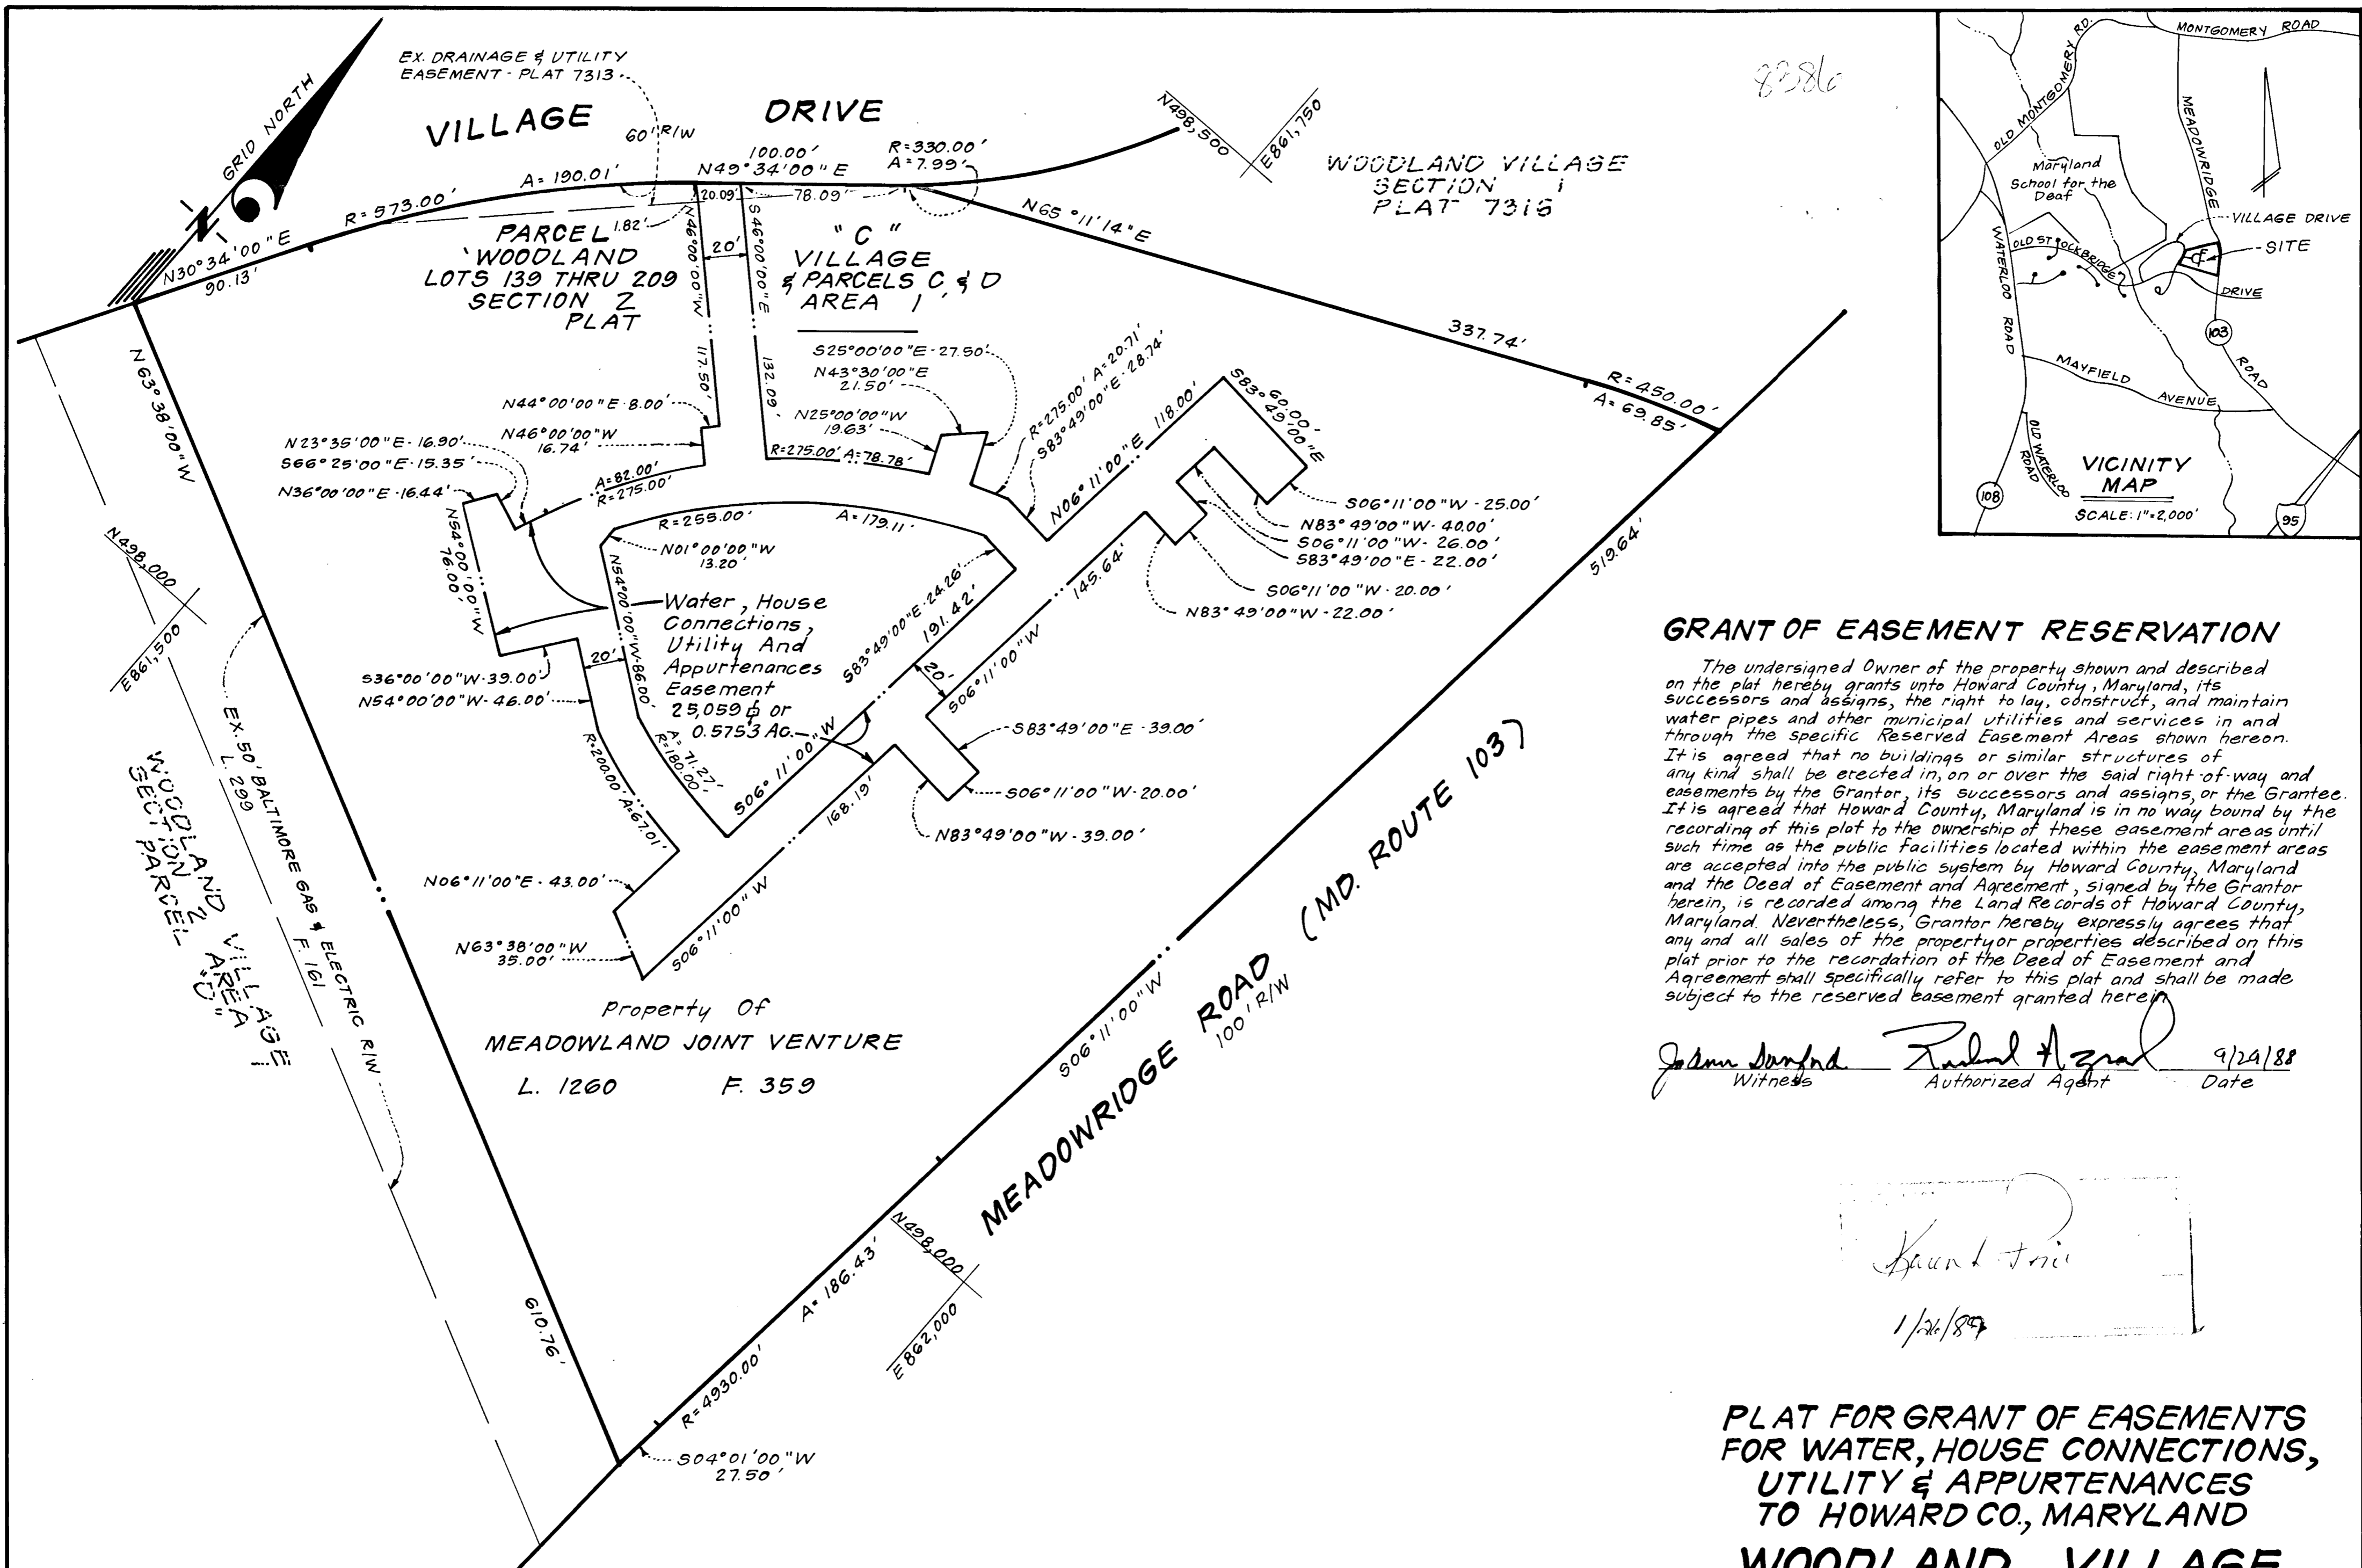 EX. DRAINAGE & UTILITY
EASEMENT - PLAT 7313
VILLAGE DRIVE
60' R/W
GRID NORTH
N
N30°34'00"E
90.13'
R=573.00'
A=190.01'
100.00'
N49°34'00"E
R=330.00'
A=7.99'
20.09'
78.09'
1.82'
N46°00'00"W
117.50'
20'
S46°00'00"E
132.09'
PARCEL "C"
WOODLAND VILLAGE
LOTS 139 THRU 209 & PARCELS C & D
SECTION 2 AREA 1
PLAT
N498,500
E861,750
WOODLAND VILLAGE
SECTION 1
PLAT 7315
8386
N65°11'14"E
337.74'
R=450.00'
A=69.85'
519.64'
S25°00'00"E-27.50'
N43°30'00"E
21.50'
N25°00'00"W
19.63'
R=275.00' A=20.71'
S83°49'00"E-28.74'
N06°11'00"E 118.00'
60.00'
S83°49'00"E
N44°00'00"E-8.00'
N46°00'00"W
16.74'
N23°35'00"E-16.90'
S66°25'00"E-15.35'
N36°00'00"E-16.44'
A=82.00'
R=275.00'
R=275.00' A=78.78'
N54°00'00"W
76.00'
R=255.00'
A=179.11'
N01°00'00"W
13.20'
N54°00'00"W-86.00'
Water, House
Connections,
Utility And
Appurtenances
Easement
25,059 ⏍ or
0.5753 Ac.
S83°49'00"E-24.26'
191.42'
S06°11'00"W
20'
145.64'
S06°11'00"W
S06°11'00"W-25.00'
N83°49'00"W-40.00'
S06°11'00"W-26.00'
S83°49'00"E-22.00'
S06°11'00"W-20.00'
N83°49'00"W-22.00'
S36°00'00"W-39.00'
N54°00'00"W-46.00'
20'
A=71.27'
R=180.00'
R=200.00' A=67.01'
S83°49'00"E-39.00'
S06°11'00"W-20.00'
N83°49'00"W-39.00'
168.19'
S06°11'00"W
N06°11'00"E-43.00'
N63°38'00"W
35.00'
N63°38'00"W
610.76'
N498,000
E861,500
EX. 50' BALTIMORE GAS & ELECTRIC R/W
L. 299 F. 161
WOODLAND VILLAGE
SECTION 2 AREA 1
PARCEL "D"
Property Of
MEADOWLAND JOINT VENTURE
L. 1260 F. 359
S06°11'00"W
MEADOWRIDGE ROAD (MD. ROUTE 103)
100' R/W
N498,000
E862,000
A=186.43'
R=4930.00'
S04°01'00"W
27.50'
MONTGOMERY ROAD
OLD MONTGOMERY RD.
MEADOWRIDGE
Maryland
School for the
Deaf
VILLAGE DRIVE
SITE
OLD STOCKBRIDGE
DRIVE
WATERLOO ROAD
103
ROAD
MAYFIELD AVENUE
OLD WATERLOO
ROAD
108
95
VICINITY
MAP
SCALE: 1"=2,000'
GRANT OF EASEMENT RESERVATION
The undersigned Owner of the property shown and described
on the plat hereby grants unto Howard County, Maryland, its
successors and assigns, the right to lay, construct, and maintain
water pipes and other municipal utilities and services in and
through the specific Reserved Easement Areas shown hereon.
It is agreed that no buildings or similar structures of
any kind shall be erected in, on or over the said right-of-way and
easements by the Grantor, its successors and assigns, or the Grantee.
It is agreed that Howard County, Maryland is in no way bound by the
recording of this plat to the ownership of these easement areas until
such time as the public facilities located within the easement areas
are accepted into the public system by Howard County, Maryland
and the Deed of Easement and Agreement, signed by the Grantor
herein, is recorded among the Land Records of Howard County,
Maryland. Nevertheless, Grantor hereby expressly agrees that
any and all sales of the property or properties described on this
plat prior to the recordation of the Deed of Easement and
Agreement shall specifically refer to this plat and shall be made
subject to the reserved easement granted herein
9/29/88
Witness Authorized Agent Date
PLAT FOR GRANT OF EASEMENTS
FOR WATER, HOUSE CONNECTIONS,
UTILITY & APPURTENANCES
TO HOWARD CO., MARYLAND
WOODLAND VILLAGE